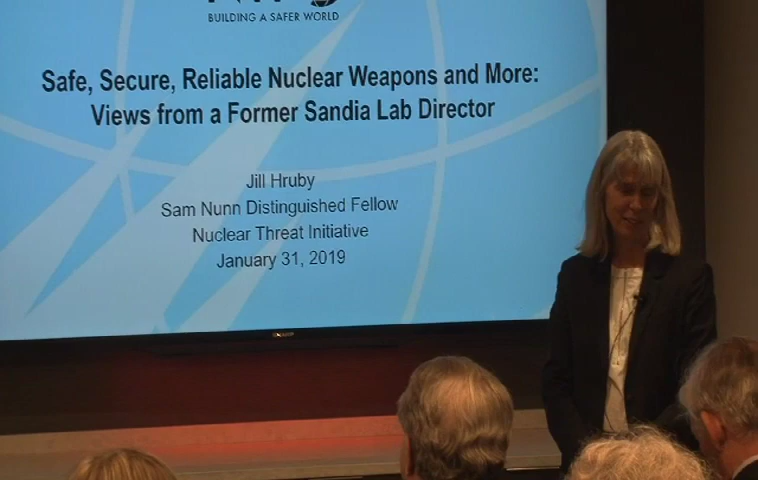 BUILDING A SAFER WORLD
Safe, Secure, Reliable Nuclear Weapons and More:
Views from a Former Sandia Lab Director
Jill Hruby
Sam Nunn Distinguished Fellow
Nuclear Threat Initiative
January 31, 2019